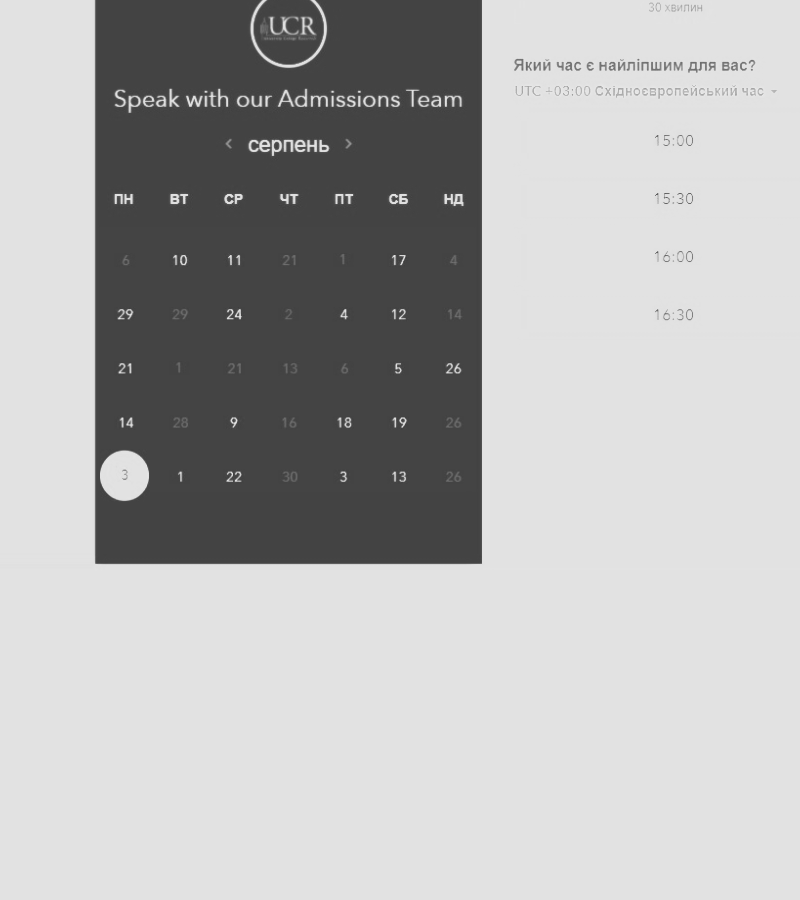 UCR
Speak with our Admissions Team
серпень
ПН ВТ СР ЧТ ПТ СБ НД
6 10 11 21 1 17 4
29 29 24 2 4 12 14
21 1 21 13 6 5 26
14 28 9 16 18 19 26
3 1 22 30 3 13 26
30 хвилин
Який час є найліпшим для вас?
UTC +03:00 Східноєвропейський час
15:00
15:30
16:00
16:30